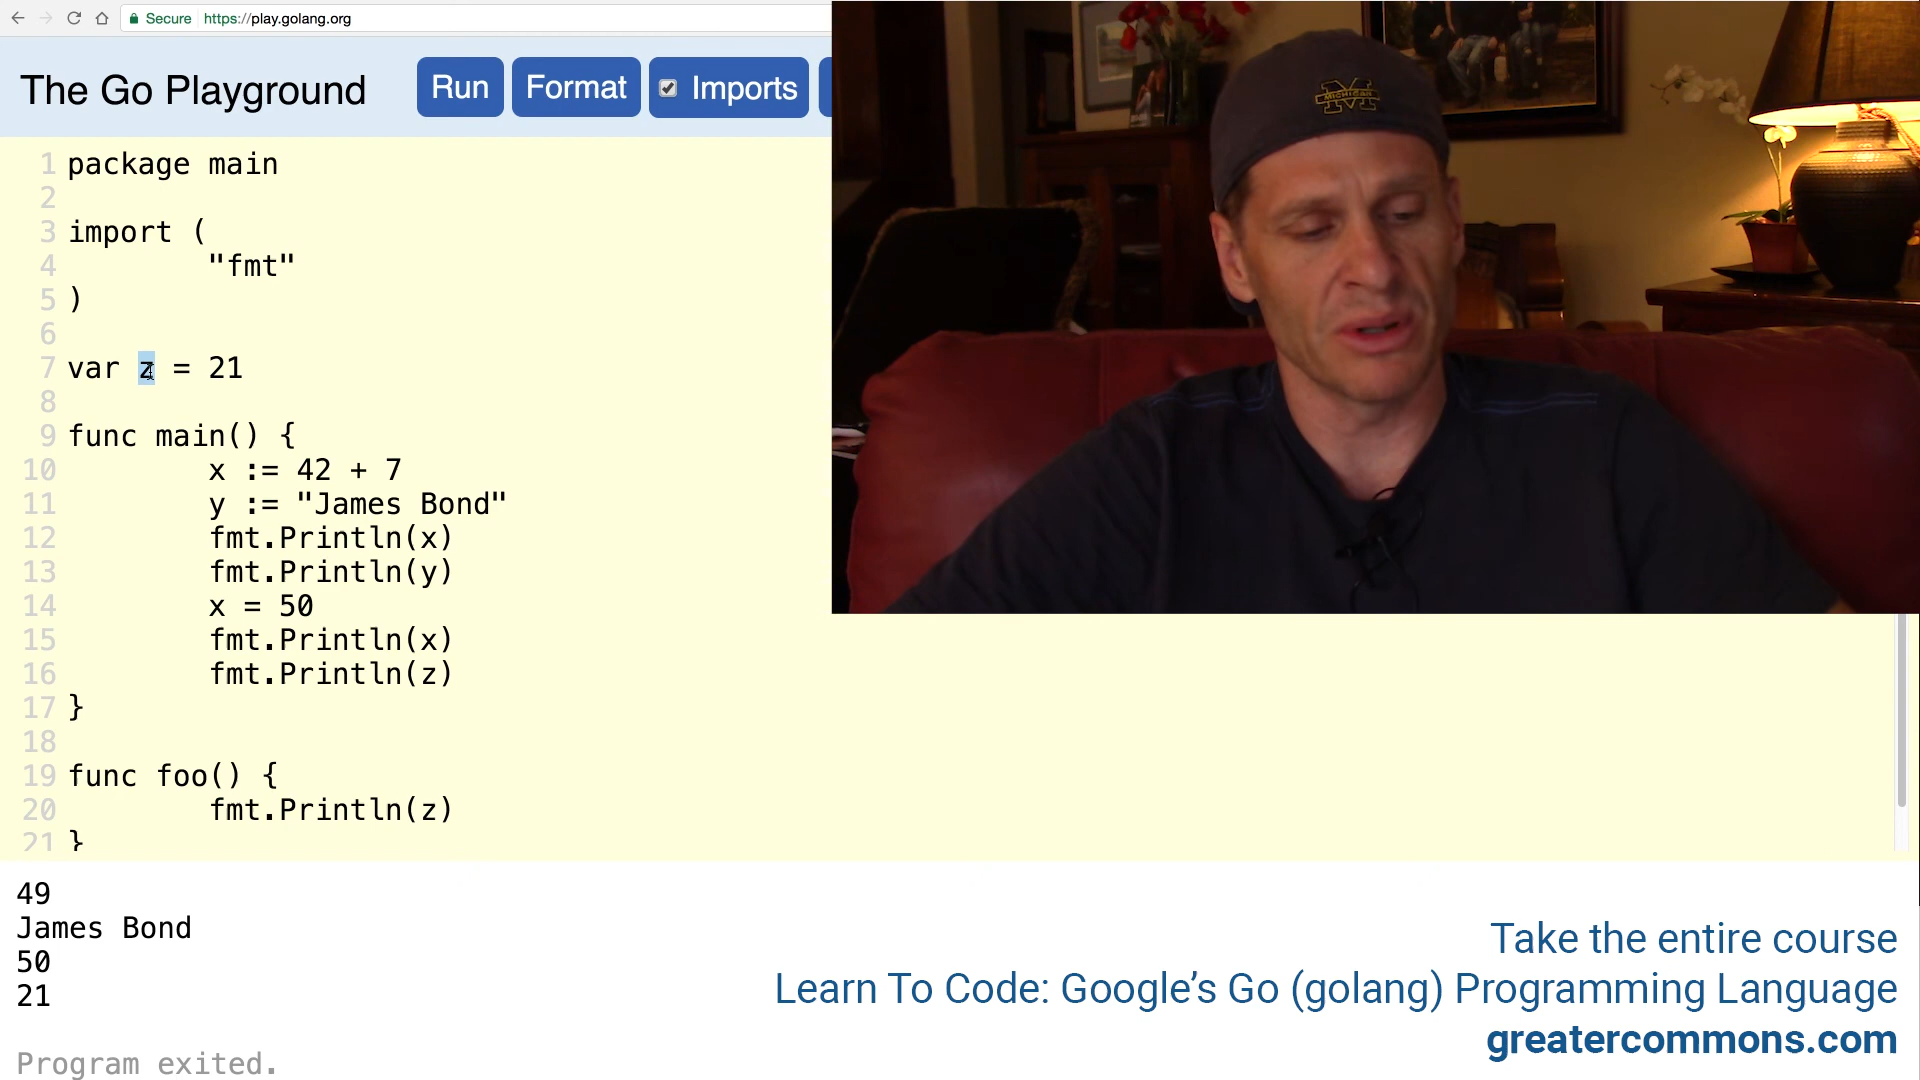 Secure https://play.golang.org
The Go Playground
Run
Format
Imports
MICHIGAN
1 package main
2
3 import (
4 "fmt"
5 )
6
7 var z = 21
8
9 func main() {
10 x := 42 + 7
11 y := "James Bond"
12 fmt.Println(x)
13 fmt.Println(y)
14 x = 50
15 fmt.Println(x)
16 fmt.Println(z)
17 }
18
19 func foo() {
20 fmt.Println(z)
21 }
49
James Bond
50
21
Program exited.
Take the entire course
Learn To Code: Google’s Go (golang) Programming Language
greatercommons.com